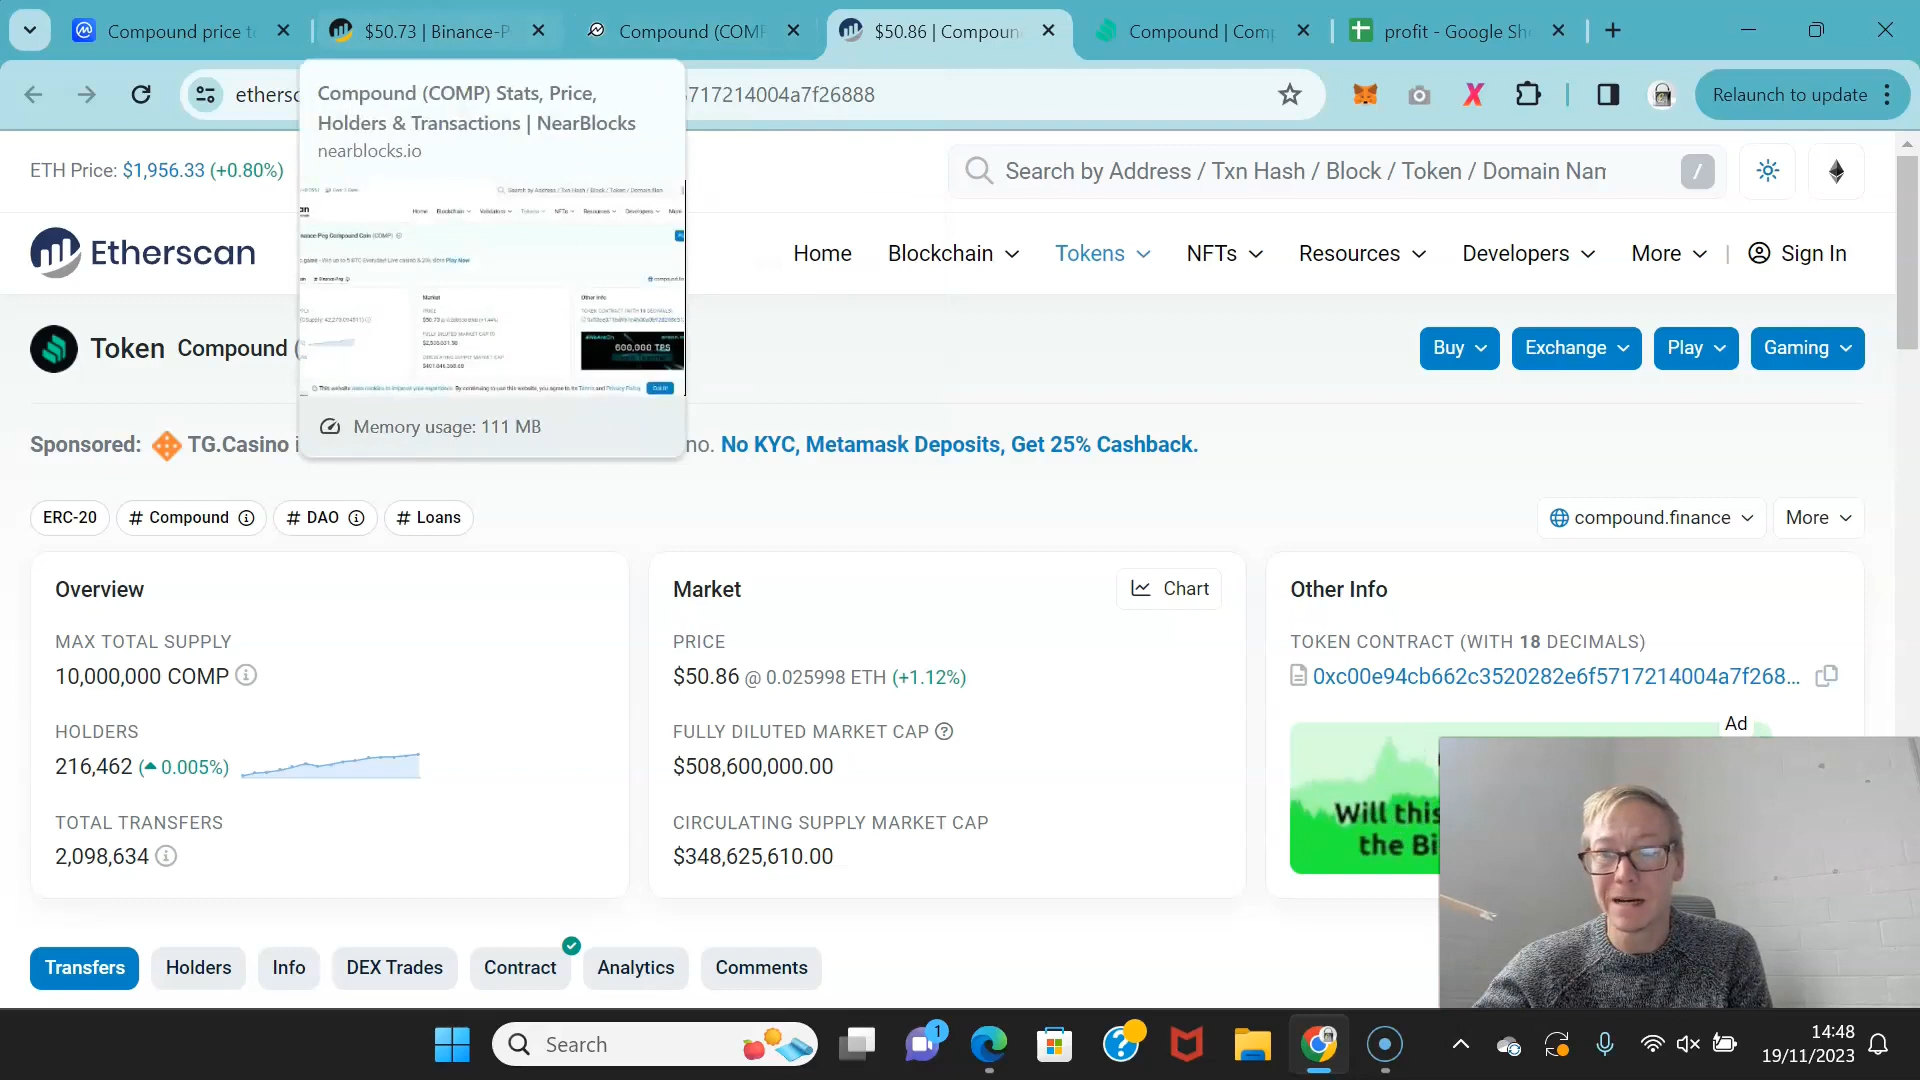 Compound price to
$50.73 | Binance-P
Compound (COMF
$50.86 | Compoun
Compound | Comp
profit - Google She
ethersc
5717214004a7f26888
Relaunch to update
Compound (COMP) Stats, Price,
Holders & Transactions | NearBlocks
nearblocks.io
ETH Price: $1,956.33 (+0.80%)
Search by Address / Txn Hash / Block / Token / Domain Nan
/
Etherscan
Home
Blockchain
Tokens
NFTs
Resources
Developers
More
Sign In
Token Compound (
Buy
Exchange
Play
Gaming
Memory usage: 111 MB
Sponsored: TG.Casino i
no. No KYC, Metamask Deposits, Get 25% Cashback.
ERC-20
# Compound
# DAO
# Loans
compound.finance
More
Overview
MAX TOTAL SUPPLY
10,000,000 COMP
HOLDERS
216,462 (0.005%)
TOTAL TRANSFERS
2,098,634
Market
Chart
PRICE
$50.86 @ 0.025998 ETH (+1.12%)
FULLY DILUTED MARKET CAP
$508,600,000.00
CIRCULATING SUPPLY MARKET CAP
$348,625,610.00
Other Info
TOKEN CONTRACT (WITH 18 DECIMALS)
0xc00e94cb662c3520282e6f5717214004a7f268...
Ad
Will this
the Bi
Transfers
Holders
Info
DEX Trades
Contract
Analytics
Comments
Search
1
14:48
19/11/2023